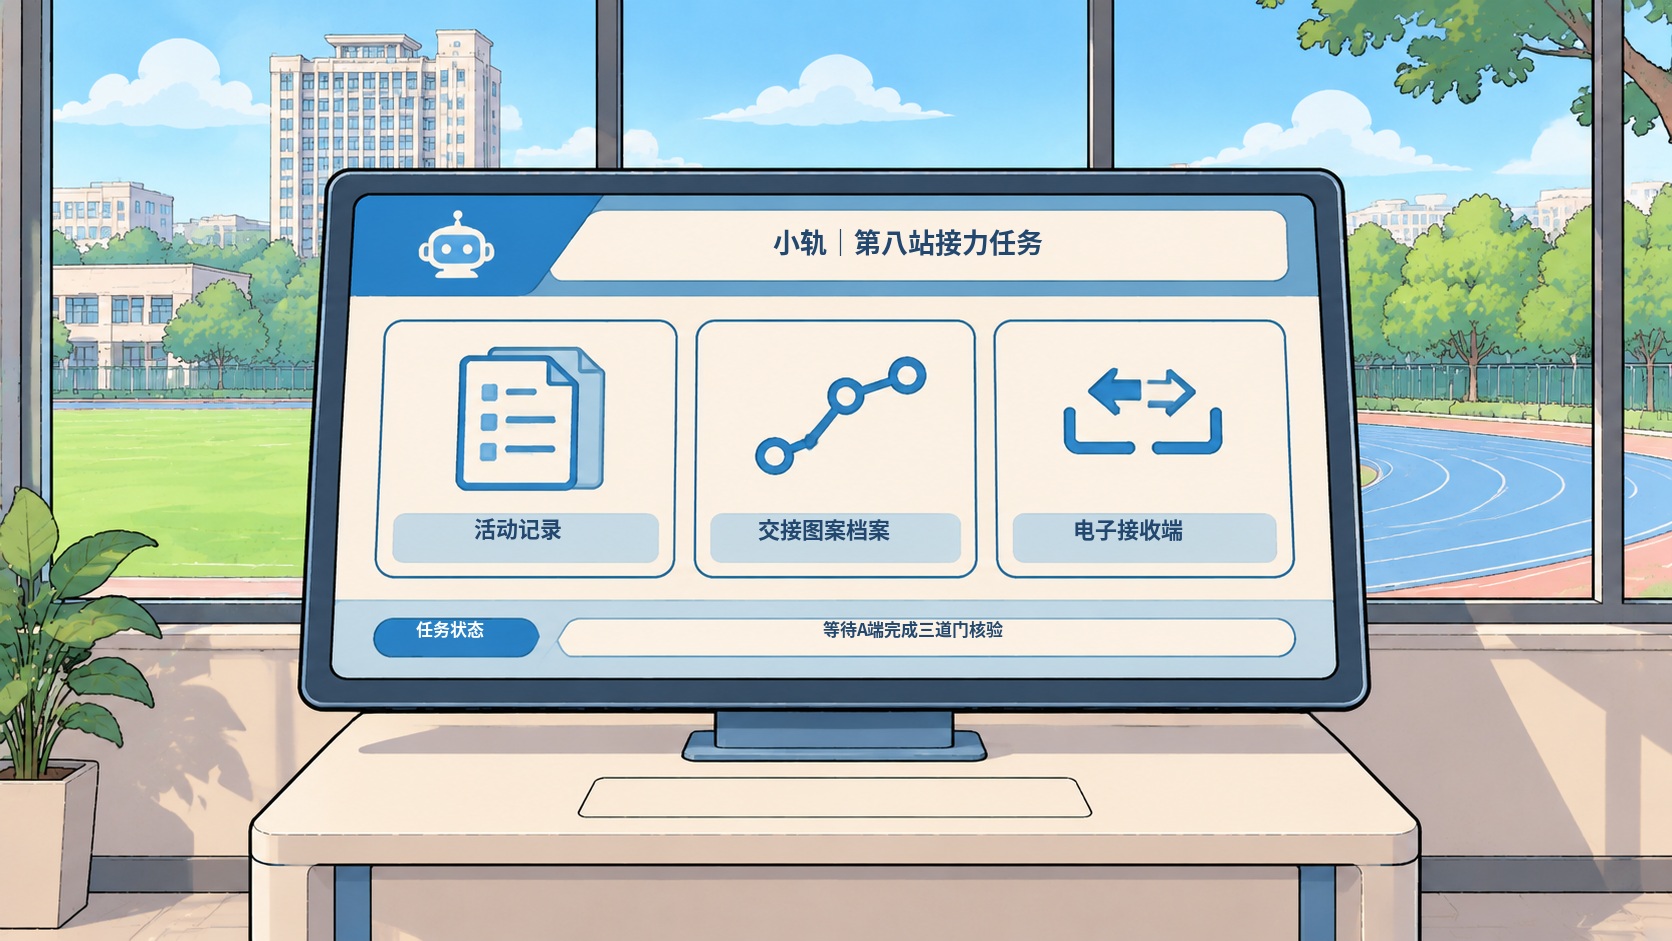 小轨｜第八站接力任务
活动记录
交接图案档案
电子接收端
任务状态
等待A端完成三道门核验